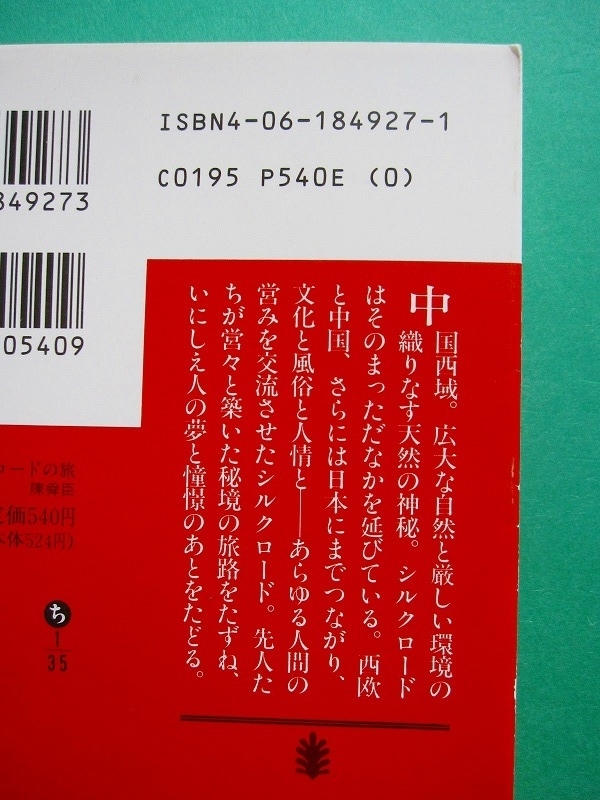 ISBN4-06-184927-1
C0195 P540E (0)
849273
05409
中国西域。広大な自然と厳しい環境の
織りなす天然の神秘。シルクロード
はそのまっただなかを延びている。西欧
と中国、さらには日本にまでつながり、
文化と風俗と人情と──あらゆる人間の
営みを交流させたシルクロード。先人た
ちが営々と築いた秘境の旅路をたずね、
いにしえ人の夢と憧憬のあとをたどる。
ロードの旅
陳舜臣
定価540円
本体524円)
ち
1
35